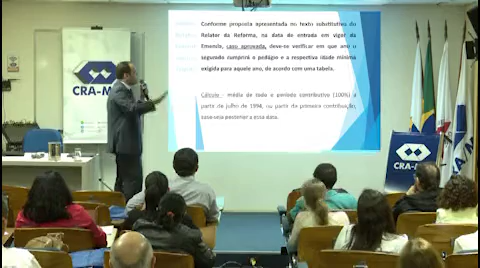 Conforme proposta apresentada no texto substitutivo do
Relator da Reforma, na data de entrada em vigor da
Emenda, caso aprovada, deve-se verificar em que ano o
segurado cumprirá o pedágio e a respectiva idade mínima
exigida para aquele ano, de acordo com uma tabela.
Cálculo - média de todo o período contributivo (100%) a
partir de julho de 1994, ou a partir da primeira contribuição,
caso seja posterior a essa data.
CRA-M
CRA-M